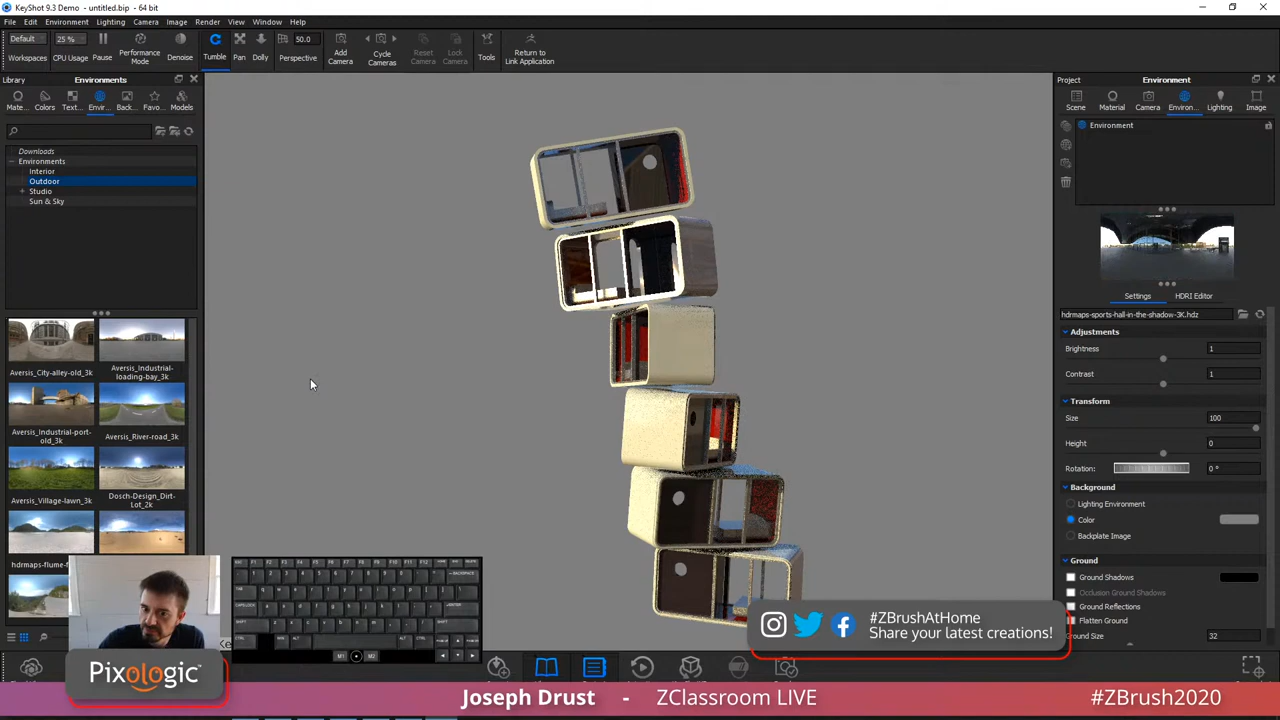 KeyShot 9.3 Demo - untitled.bip - 64 bit
File Edit Environment Lighting Camera Image Render View Window Help
Default 25 % 50.0
Workspaces CPU Usage Pause Performance Mode Denoise Tumble Pan Dolly Perspective Add Camera Cycle Cameras Reset Camera Lock Camera Tools Return to Link Application
Library Environments
Mate... Colors Text... Envir... Back... Favo... Models
Downloads
Environments
Interior
Outdoor
Studio
Sun & Sky
Aversis_City-alley-old_3k
Aversis_Industrial-loading-bay_3k
Aversis_Industrial-port-old_3k
Aversis_River-road_3k
Aversis_Village-lawn_3k
Dosch-Design_Dirt-Lot_2k
Project Environment
Scene Material Camera Environ... Lighting Image
Environment
Settings HDRI Editor
hdrmaps-sports-hall-in-the-shadow-3K.hdz
Adjustments
Brightness 1
Contrast 1
Transform
Size 100
Height 0
Rotation: 0 °
Background
Lighting Environment
Color
Backplate Image
Ground
Ground Shadows
Occlusion Ground Shadows
Ground Reflections
Flatten Ground
Ground Size 32
#ZBrushAtHome
Share your latest creations!
Pixologic™
Joseph Drust - ZClassroom LIVE #ZBrush2020